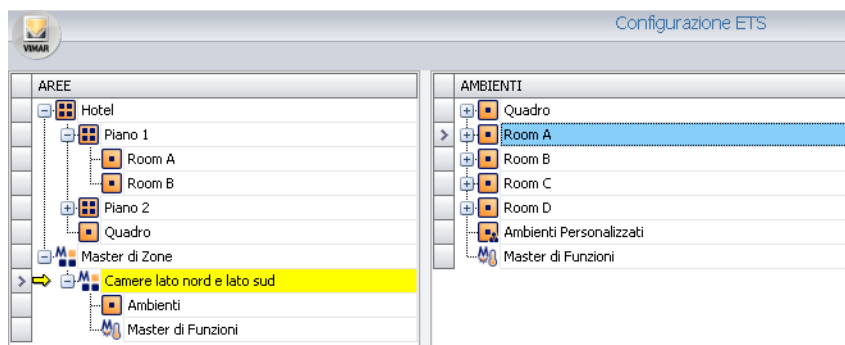 Configurazione ETS
VIMAR
AREE
Hotel
Piano 1
Room A
Room B
Piano 2
Quadro
Master di Zone
Camere lato nord e lato sud
Ambienti
Master di Funzioni
AMBIENTI
Quadro
Room A
Room B
Room C
Room D
Ambienti Personalizzati
Master di Funzioni